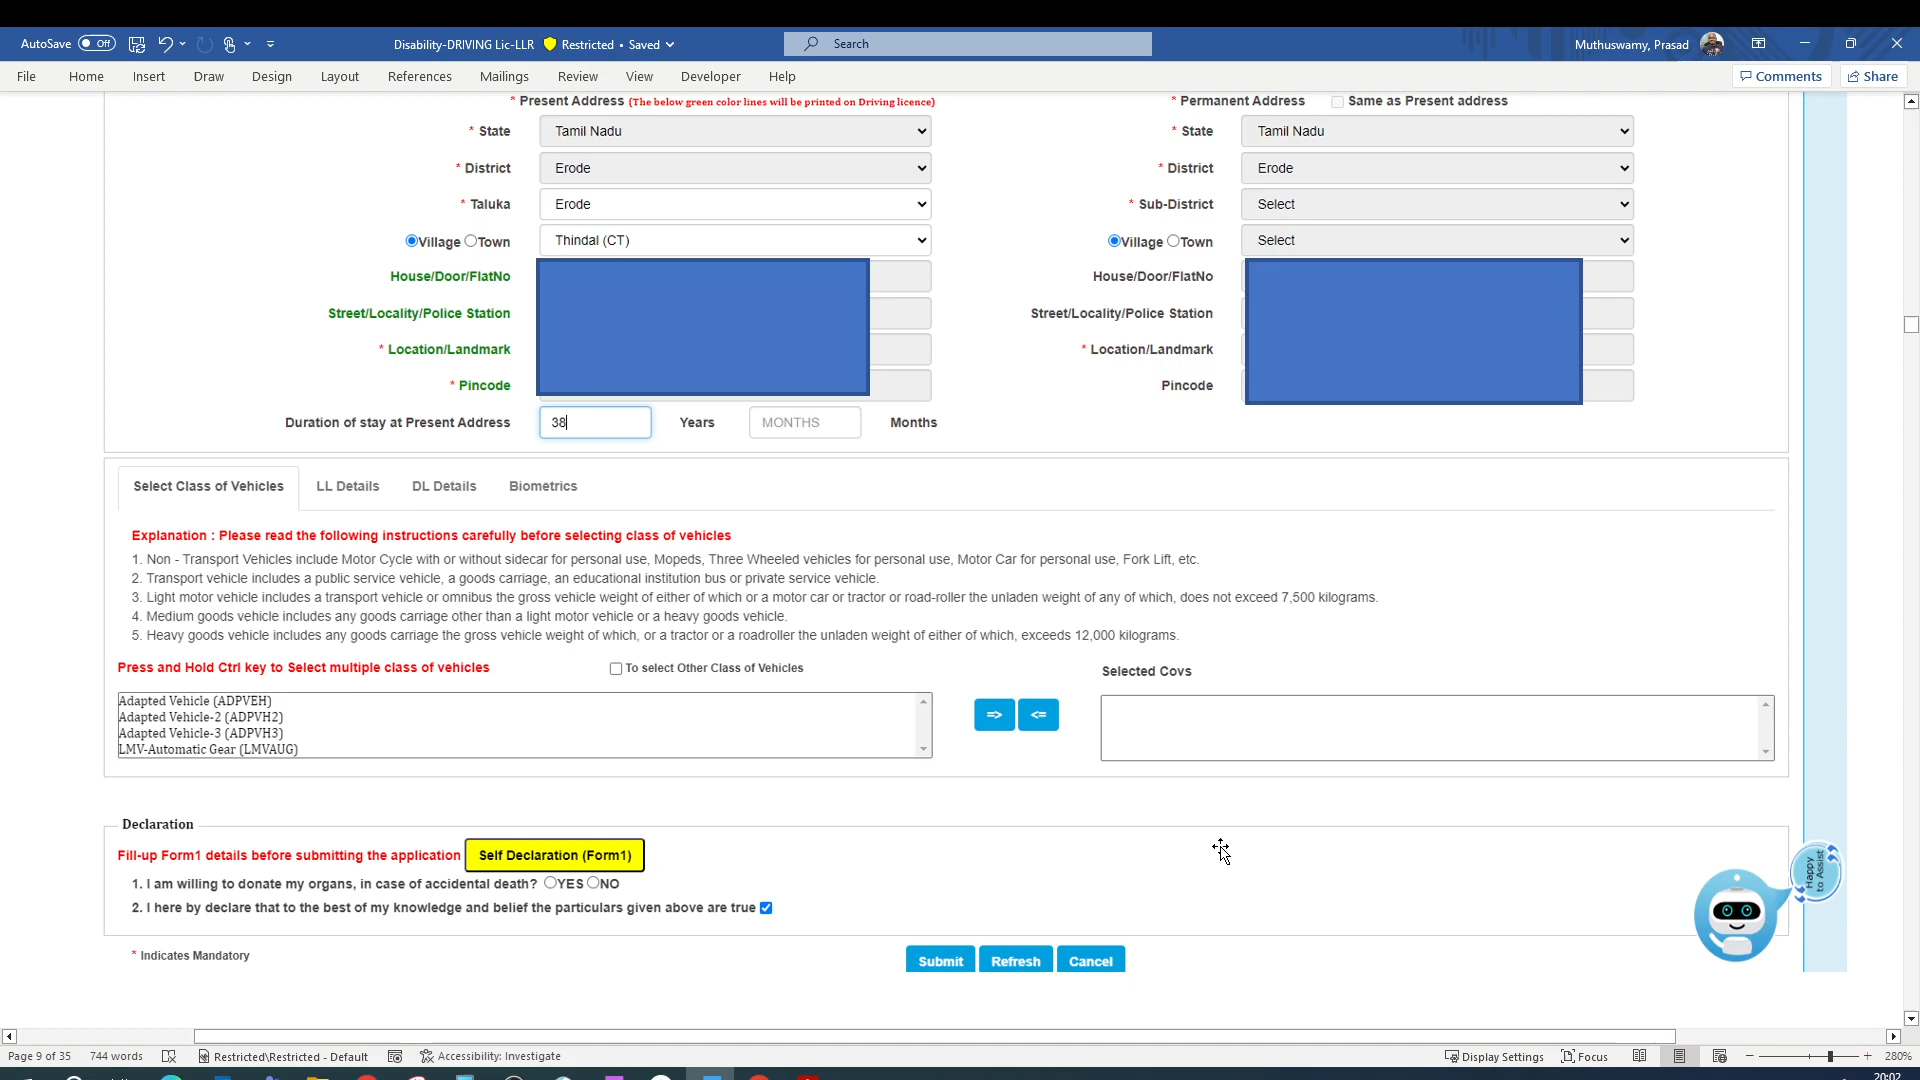 AutoSave Off Disability-DRIVING Lic-LLR Restricted • Saved Search Muthuswamy, Prasad
File Home Insert Draw Design Layout References Mailings Review View Developer Help Comments Share
* Present Address (The below green color lines will be printed on Driving licence) * Permanent Address Same as Present address
* State Tamil Nadu * State Tamil Nadu
* District Erode * District Erode
* Taluka Erode * Sub-District Select
Village Town Thindal (CT) Village Town Select
House/Door/FlatNo House/Door/FlatNo
Street/Locality/Police Station Street/Locality/Police Station
* Location/Landmark * Location/Landmark
* Pincode Pincode
Duration of stay at Present Address 38 Years MONTHS Months
Select Class of Vehicles LL Details DL Details Biometrics
Explanation : Please read the following instructions carefully before selecting class of vehicles
1. Non - Transport Vehicles include Motor Cycle with or without sidecar for personal use, Mopeds, Three Wheeled vehicles for personal use, Motor Car for personal use, Fork Lift, etc.
2. Transport vehicle includes a public service vehicle, a goods carriage, an educational institution bus or private service vehicle.
3. Light motor vehicle includes a transport vehicle or omnibus the gross vehicle weight of either of which or a motor car or tractor or road-roller the unladen weight of any of which, does not exceed 7,500 kilograms.
4. Medium goods vehicle includes any goods carriage other than a light motor vehicle or a heavy goods vehicle.
5. Heavy goods vehicle includes any goods carriage the gross vehicle weight of which, or a tractor or a roadroller the unladen weight of either of which, exceeds 12,000 kilograms.
Press and Hold Ctrl key to Select multiple class of vehicles To select Other Class of Vehicles Selected Covs
Adapted Vehicle (ADPVEH)
Adapted Vehicle-2 (ADPVH2)
Adapted Vehicle-3 (ADPVH3)
LMV-Automatic Gear (LMVAUG)
=> <=
Declaration
Fill-up Form1 details before submitting the application Self Declaration (Form1)
1. I am willing to donate my organs, in case of accidental death? YES NO
2. I here by declare that to the best of my knowledge and belief the particulars given above are true
Happy to Assist
* Indicates Mandatory
Submit Refresh Cancel
Page 9 of 35 744 words Restricted\Restricted - Default Accessibility: Investigate Display Settings Focus 280%
20:02